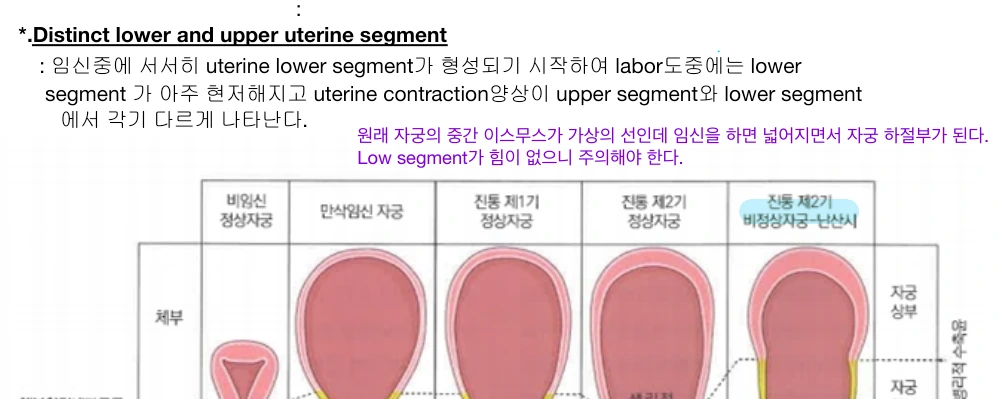 :
*.Distinct lower and upper uterine segment
: 임신중에 서서히 uterine lower segment가 형성되기 시작하여 labor도중에는 lower
segment 가 아주 현저해지고 uterine contraction양상이 upper segment와 lower segment
에서 각기 다르게 나타난다.
원래 자궁의 중간 이스무스가 가상의 선인데 임신을 하면 넓어지면서 자궁 하절부가 된다.
Low segment가 힘이 없으니 주의해야 한다.
비임신
정상자궁
만삭임신 자궁
진통 제1기
정상자궁
진통 제2기
정상자궁
진통 제2기
비정상자궁-난산시
체부
자궁
상부
자궁